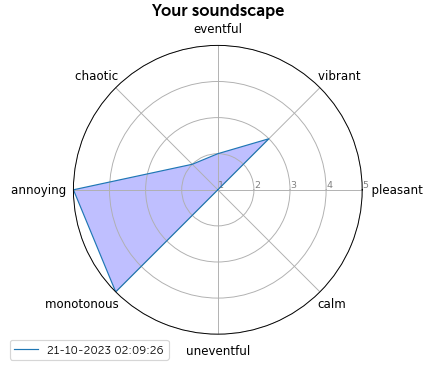 Your soundscape
eventful
chaotic
vibrant
annoying
1 2 3 4 5
pleasant
monotonous
calm
21-10-2023 02:09:26
uneventful